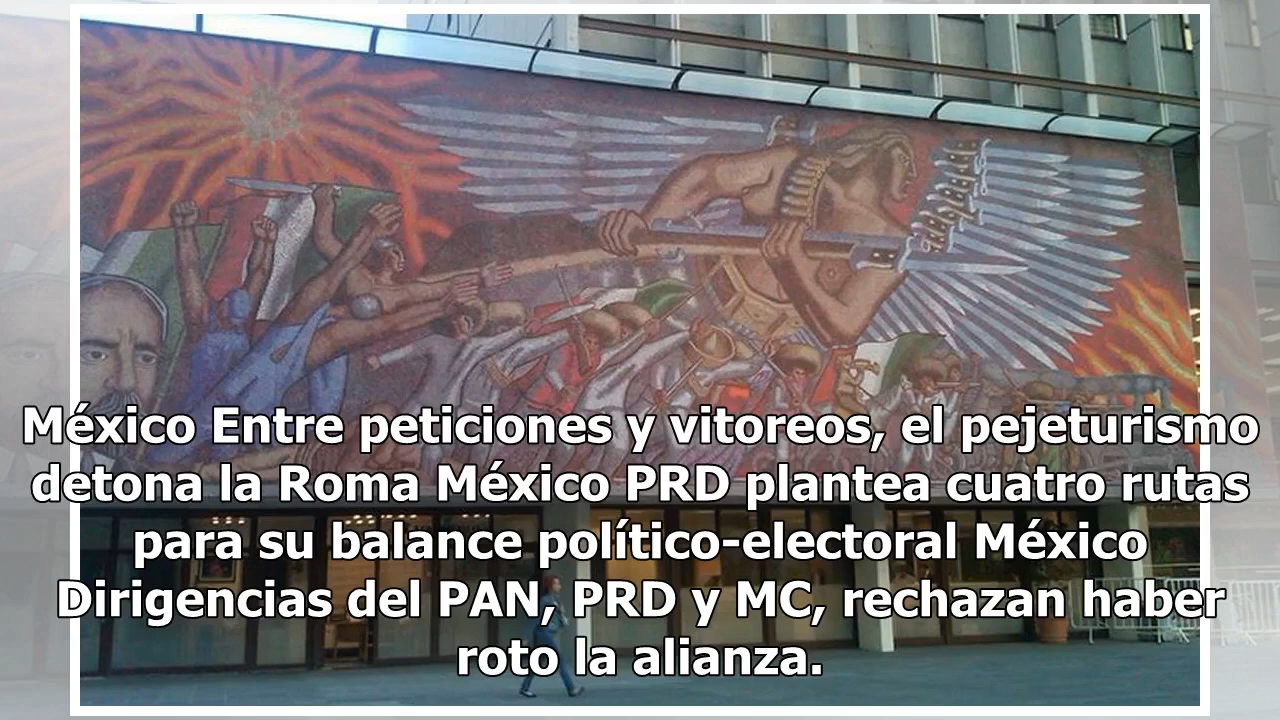 México Entre peticiones y vitoreos, el pejeturismo
detona la Roma México PRD plantea cuatro rutas
para su balance político-electoral México
Dirigencias del PAN, PRD y MC, rechazan haber
roto la alianza.